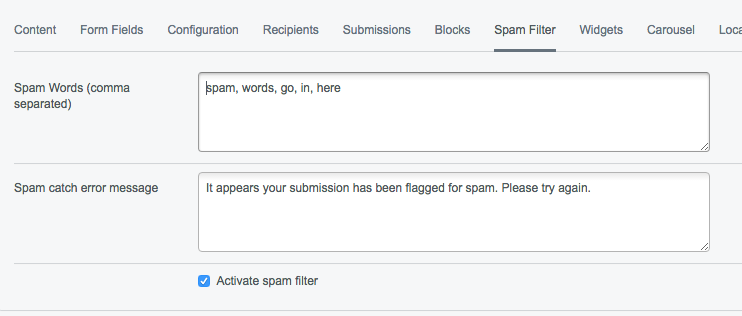 Content Form Fields Configuration Recipients Submissions Blocks Spam Filter Widgets Carousel Loca
Spam Words (comma separated)
spam, words, go, in, here
Spam catch error message
It appears your submission has been flagged for spam. Please try again.
Activate spam filter